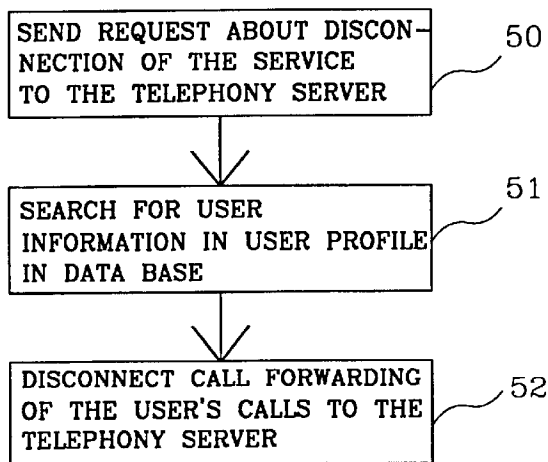 SEND REQUEST ABOUT DISCON-
NECTION OF THE SERVICE
TO THE TELEPHONY SERVER
50
SEARCH FOR USER
INFORMATION IN USER PROFILE
IN DATA BASE
51
DISCONNECT CALL FORWARDING
OF THE USER'S CALLS TO THE
TELEPHONY SERVER
52